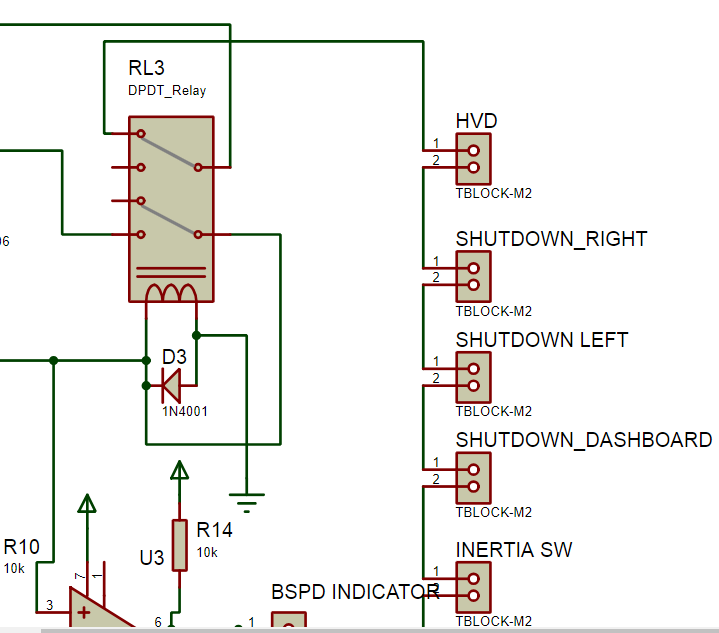 RL3
DPDT_Relay
HVD
1
2
TBLOCK-M2
SHUTDOWN_RIGHT
1
2
TBLOCK-M2
SHUTDOWN LEFT
1
2
TBLOCK-M2
D3
1N4001
SHUTDOWN_DASHBOARD
1
2
TBLOCK-M2
R14
10k
R10
10k
U3
INERTIA SW
1
2
TBLOCK-M2
7
1
3
6
BSPD INDICATOR
1